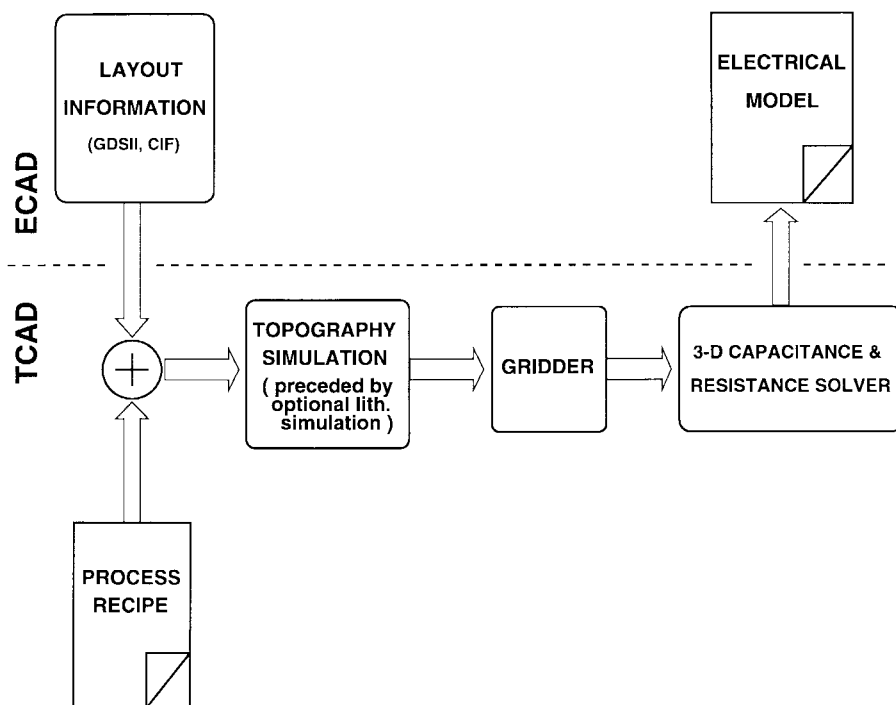 LAYOUT
INFORMATION
(GDSII, CIF)
ELECTRICAL
MODEL
ECAD
TCAD
TOPOGRAPHY
SIMULATION
( preceded by
optional lith.
simulation )
GRIDDER
3-D CAPACITANCE &
RESISTANCE SOLVER
PROCESS
RECIPE